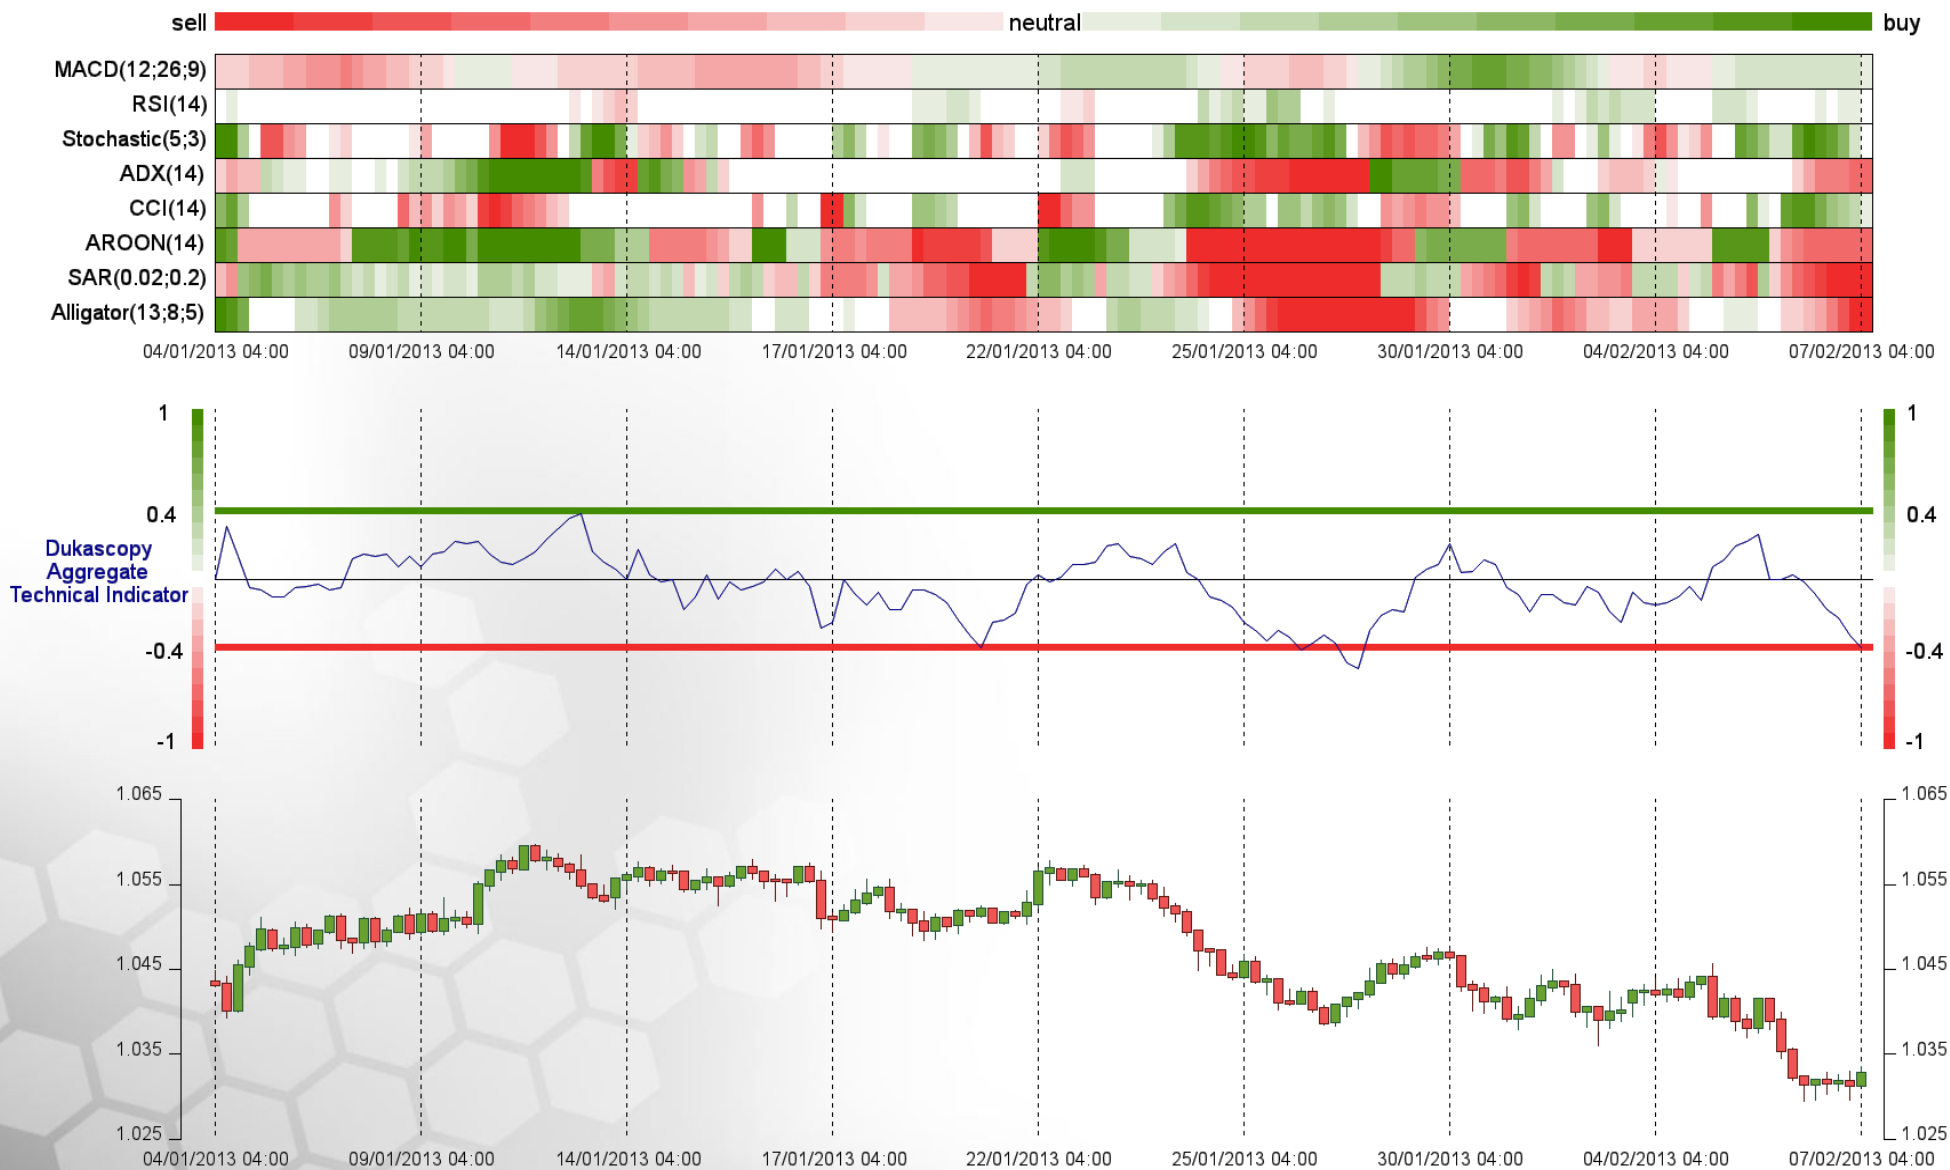 sell neutral buy
MACD(12;26;9)
RSI(14)
Stochastic(5;3)
ADX(14)
CCI(14)
AROON(14)
SAR(0.02;0.2)
Alligator(13;8;5)
04/01/2013 04:00 09/01/2013 04:00 14/01/2013 04:00 17/01/2013 04:00 22/01/2013 04:00 25/01/2013 04:00 30/01/2013 04:00 04/02/2013 04:00 07/02/2013 04:00
1 1
0.4 0.4
Dukascopy
Aggregate
Technical Indicator
-0.4 -0.4
-1 -1
1.065 1.065
1.055 1.055
1.045 1.045
1.035 1.035
1.025 1.025
04/01/2013 04:00 09/01/2013 04:00 14/01/2013 04:00 17/01/2013 04:00 22/01/2013 04:00 25/01/2013 04:00 30/01/2013 04:00 04/02/2013 04:00 07/02/2013 04:00